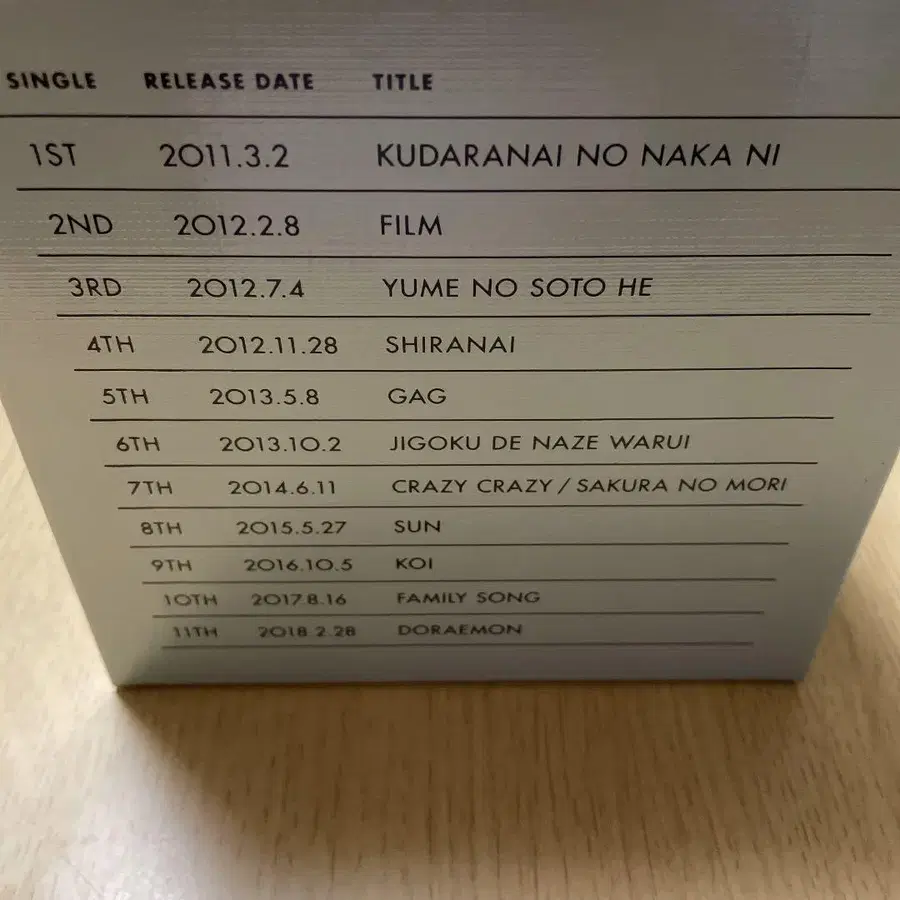 SINGLE RELEASE DATE TITLE
1ST 2011.3.2 KUDARANAI NO NAKA NI
2ND 2012.2.8 FILM
3RD 2012.7.4 YUME NO SOTO HE
4TH 2012.11.28 SHIRANAI
5TH 2013.5.8 GAG
6TH 2013.10.2 JIGOKU DE NAZE WARUI
7TH 2014.6.11 CRAZY CRAZY / SAKURA NO MORI
8TH 2015.5.27 SUN
9TH 2016.10.5 KOI
10TH 2017.8.16 FAMILY SONG
11TH 2018.2.28 DORAEMON